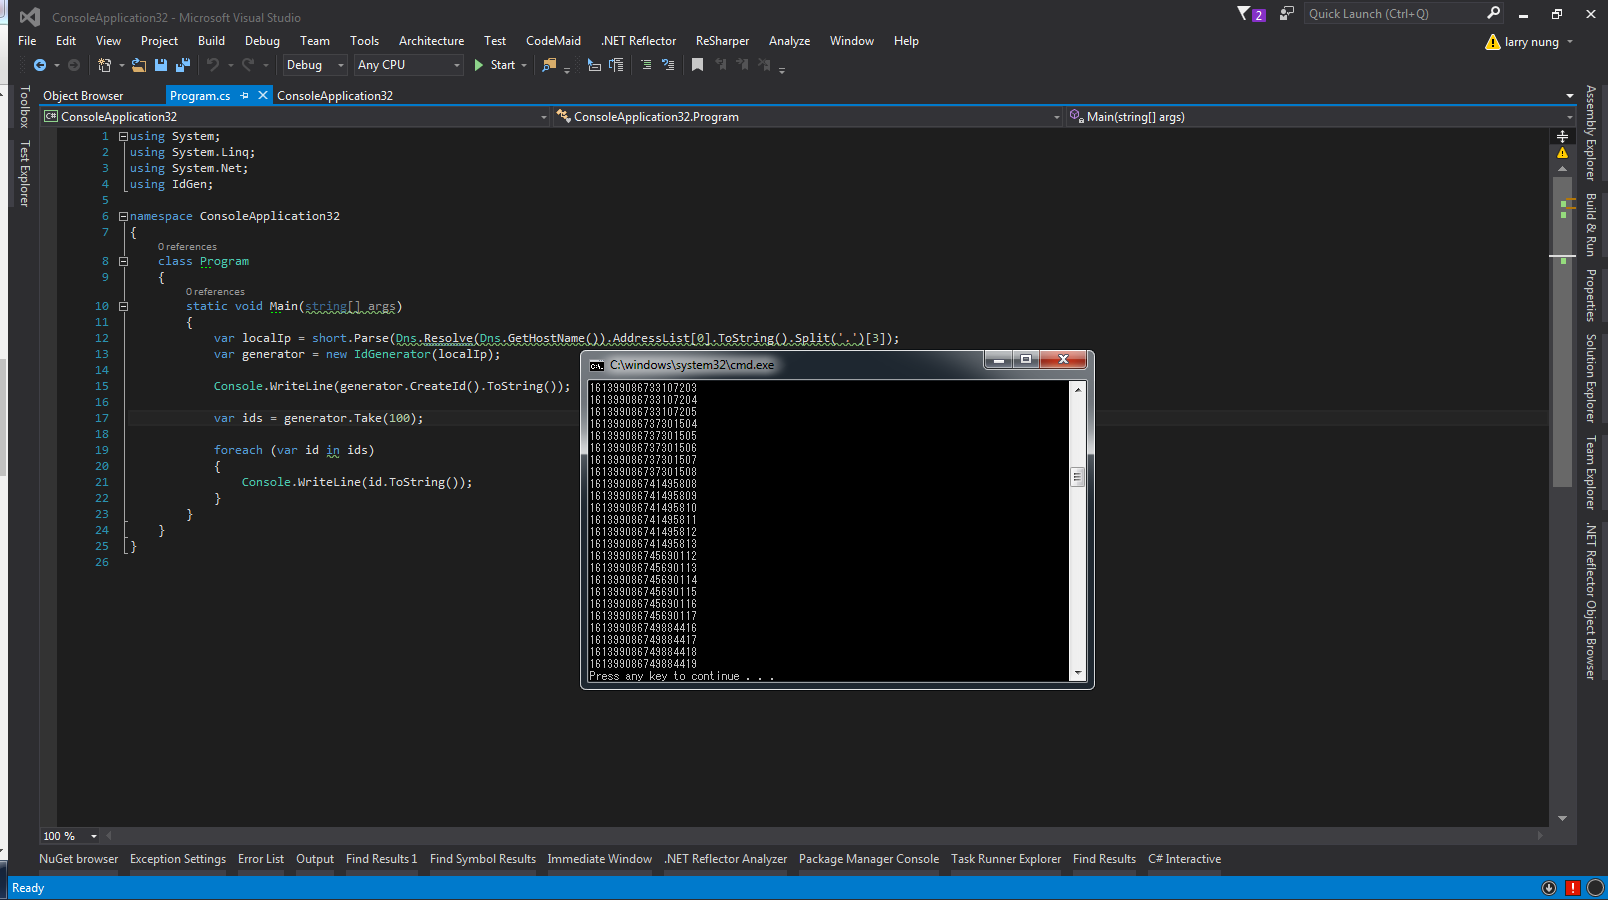 ConsoleApplication32 - Microsoft Visual Studio
2
Quick Launch (Ctrl+Q)
File Edit View Project Build Debug Team Tools Architecture Test CodeMaid .NET Reflector ReSharper Analyze Window Help
larry nung
Debug Any CPU Start
Toolbox
Test Explorer
Object Browser Program.cs ConsoleApplication32
C# ConsoleApplication32 ConsoleApplication32.Program Main(string[] args)
1 using System;
2 using System.Linq;
3 using System.Net;
4 using IdGen;
5
6 namespace ConsoleApplication32
7 {
0 references
8 class Program
9 {
0 references
10 static void Main(string[] args)
11 {
12 var localIp = short.Parse(Dns.Resolve(Dns.GetHostName()).AddressList[0].ToString().Split('.')[3]);
13 var generator = new IdGenerator(localIp);
14
15 Console.WriteLine(generator.CreateId().ToString());
16
17 var ids = generator.Take(100);
18
19 foreach (var id in ids)
20 {
21 Console.WriteLine(id.ToString());
22 }
23 }
24 }
25 }
26
C:\windows\system32\cmd.exe
161399086733107203
161399086733107204
161399086733107205
161399086737301504
161399086737301505
161399086737301506
161399086737301507
161399086737301508
161399086741495808
161399086741495809
161399086741495810
161399086741495811
161399086741495812
161399086741495813
161399086745690112
161399086745690113
161399086745690114
161399086745690115
161399086745690116
161399086745690117
161399086749884416
161399086749884417
161399086749884418
161399086749884419
Press any key to continue . . .
Assembly Explorer
Build & Run
Properties
Solution Explorer
Team Explorer
.NET Reflector Object Browser
100 %
NuGet browser Exception Settings Error List Output Find Results 1 Find Symbol Results Immediate Window .NET Reflector Analyzer Package Manager Console Task Runner Explorer Find Results C# Interactive
Ready